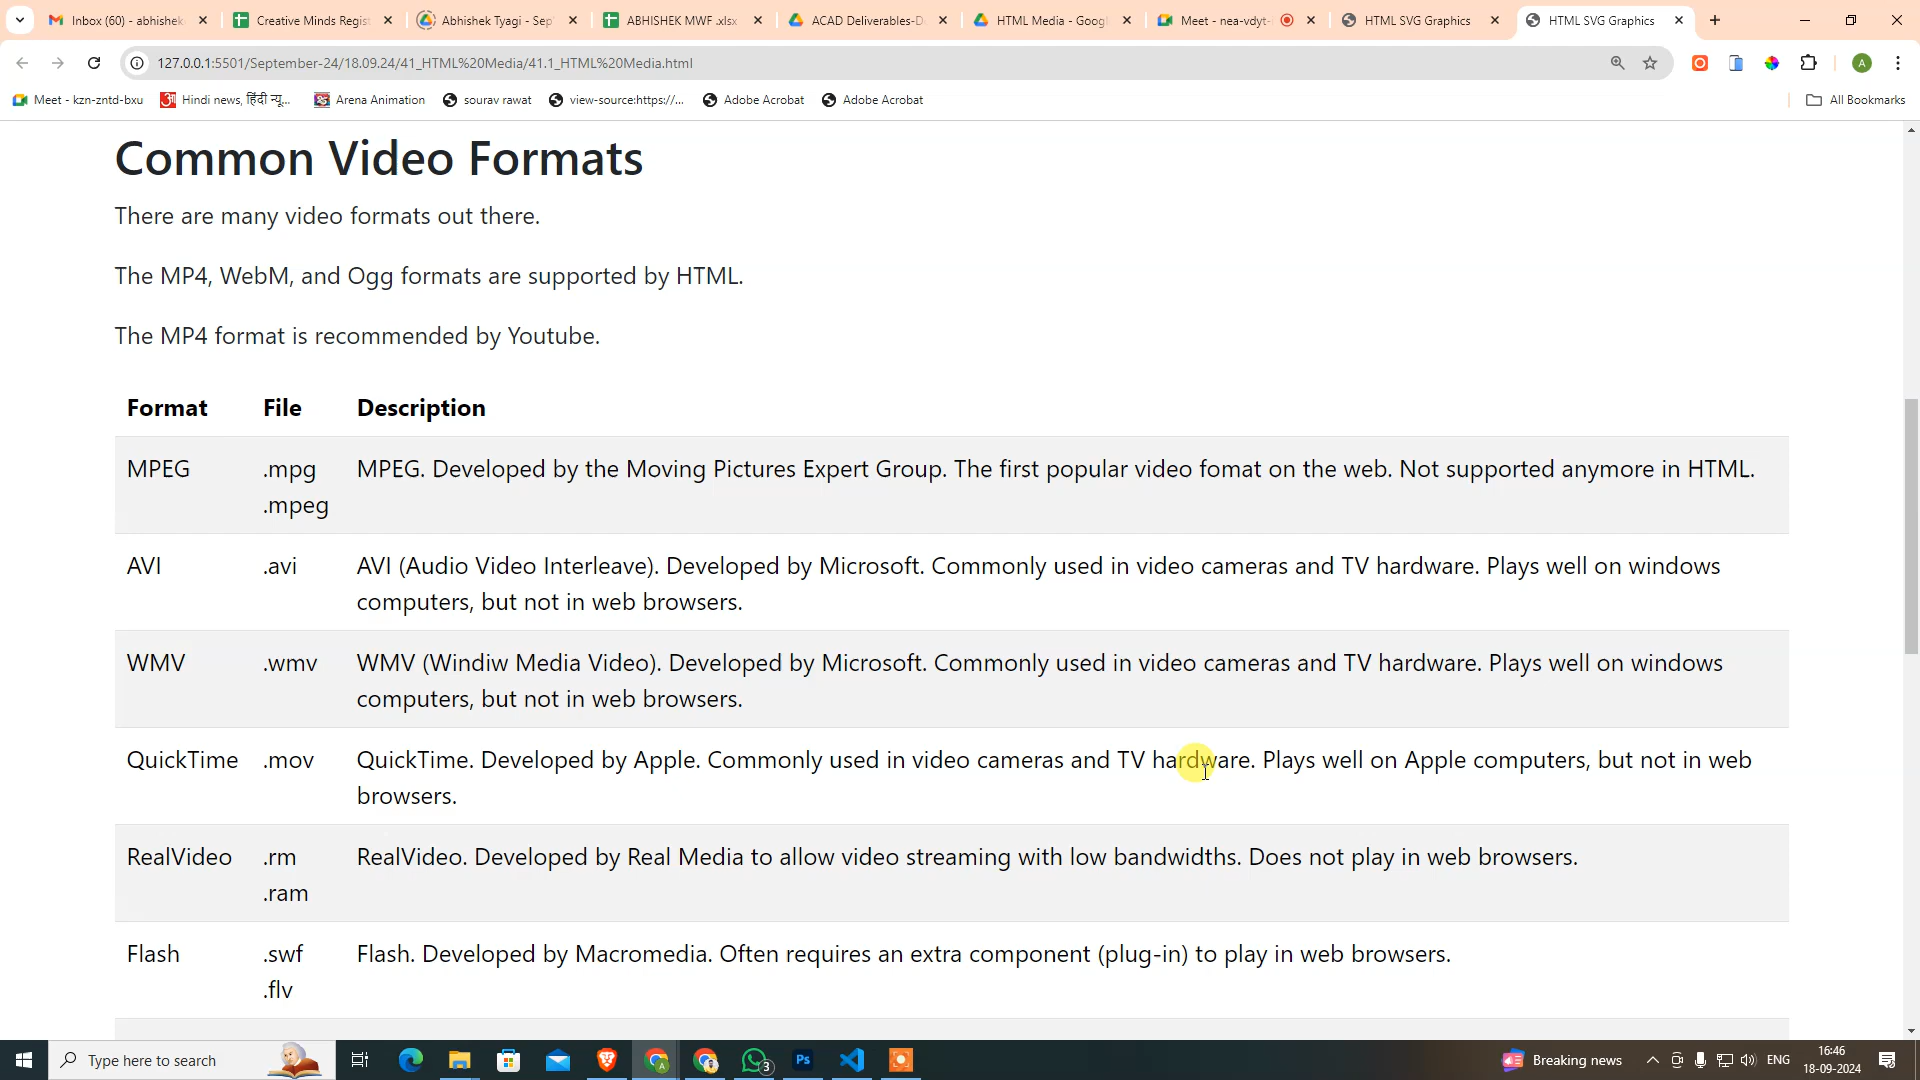 Inbox (0) - abhishek
Creative Minds Regist
Abhishek Tyagi - Sep'
ABHISHEK MWF .xlsx
ACAD Deliverables-D
HTML Media - Googl
Meet - nea-vdyt-
HTML SVG Graphics
HTML SVG Graphics
127.0.0.1:5501/September-24/18.09.24/41_HTML%20Media/41.1_HTML%20Media.html
A
Meet - kzn-zntd-bxu
Hindi news, हिंदी न्यू...
Arena Animation
sourav rawat
view-source:https://...
Adobe Acrobat
Adobe Acrobat
All Bookmarks
Common Video Formats
There are many video formats out there.
The MP4, WebM, and Ogg formats are supported by HTML.
The MP4 format is recommended by Youtube.
Format File Description
MPEG .mpg MPEG. Developed by the Moving Pictures Expert Group. The first popular video fomat on the web. Not supported anymore in HTML.
.mpeg
AVI .avi AVI (Audio Video Interleave). Developed by Microsoft. Commonly used in video cameras and TV hardware. Plays well on windows
computers, but not in web browsers.
WMV .wmv WMV (Windiw Media Video). Developed by Microsoft. Commonly used in video cameras and TV hardware. Plays well on windows
computers, but not in web browsers.
QuickTime .mov QuickTime. Developed by Apple. Commonly used in video cameras and TV hardware. Plays well on Apple computers, but not in web
browsers.
RealVideo .rm RealVideo. Developed by Real Media to allow video streaming with low bandwidths. Does not play in web browsers.
.ram
Flash .swf Flash. Developed by Macromedia. Often requires an extra component (plug-in) to play in web browsers.
.flv
Type here to search
A
3
Ps
Breaking news
ENG
16:46
18-09-2024